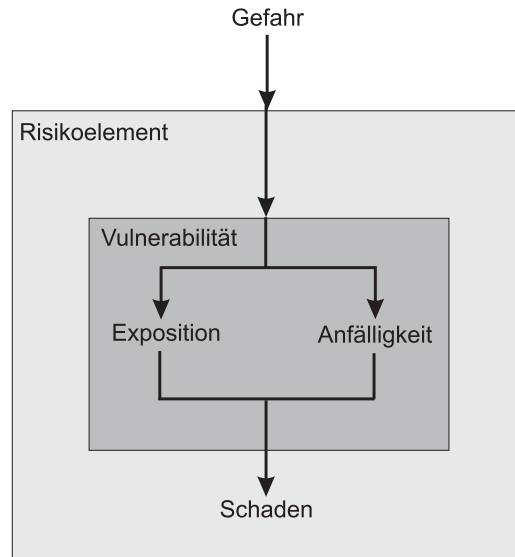 Gefahr
Risikoelement
Vulnerabilität
Exposition
Anfälligkeit
Schaden